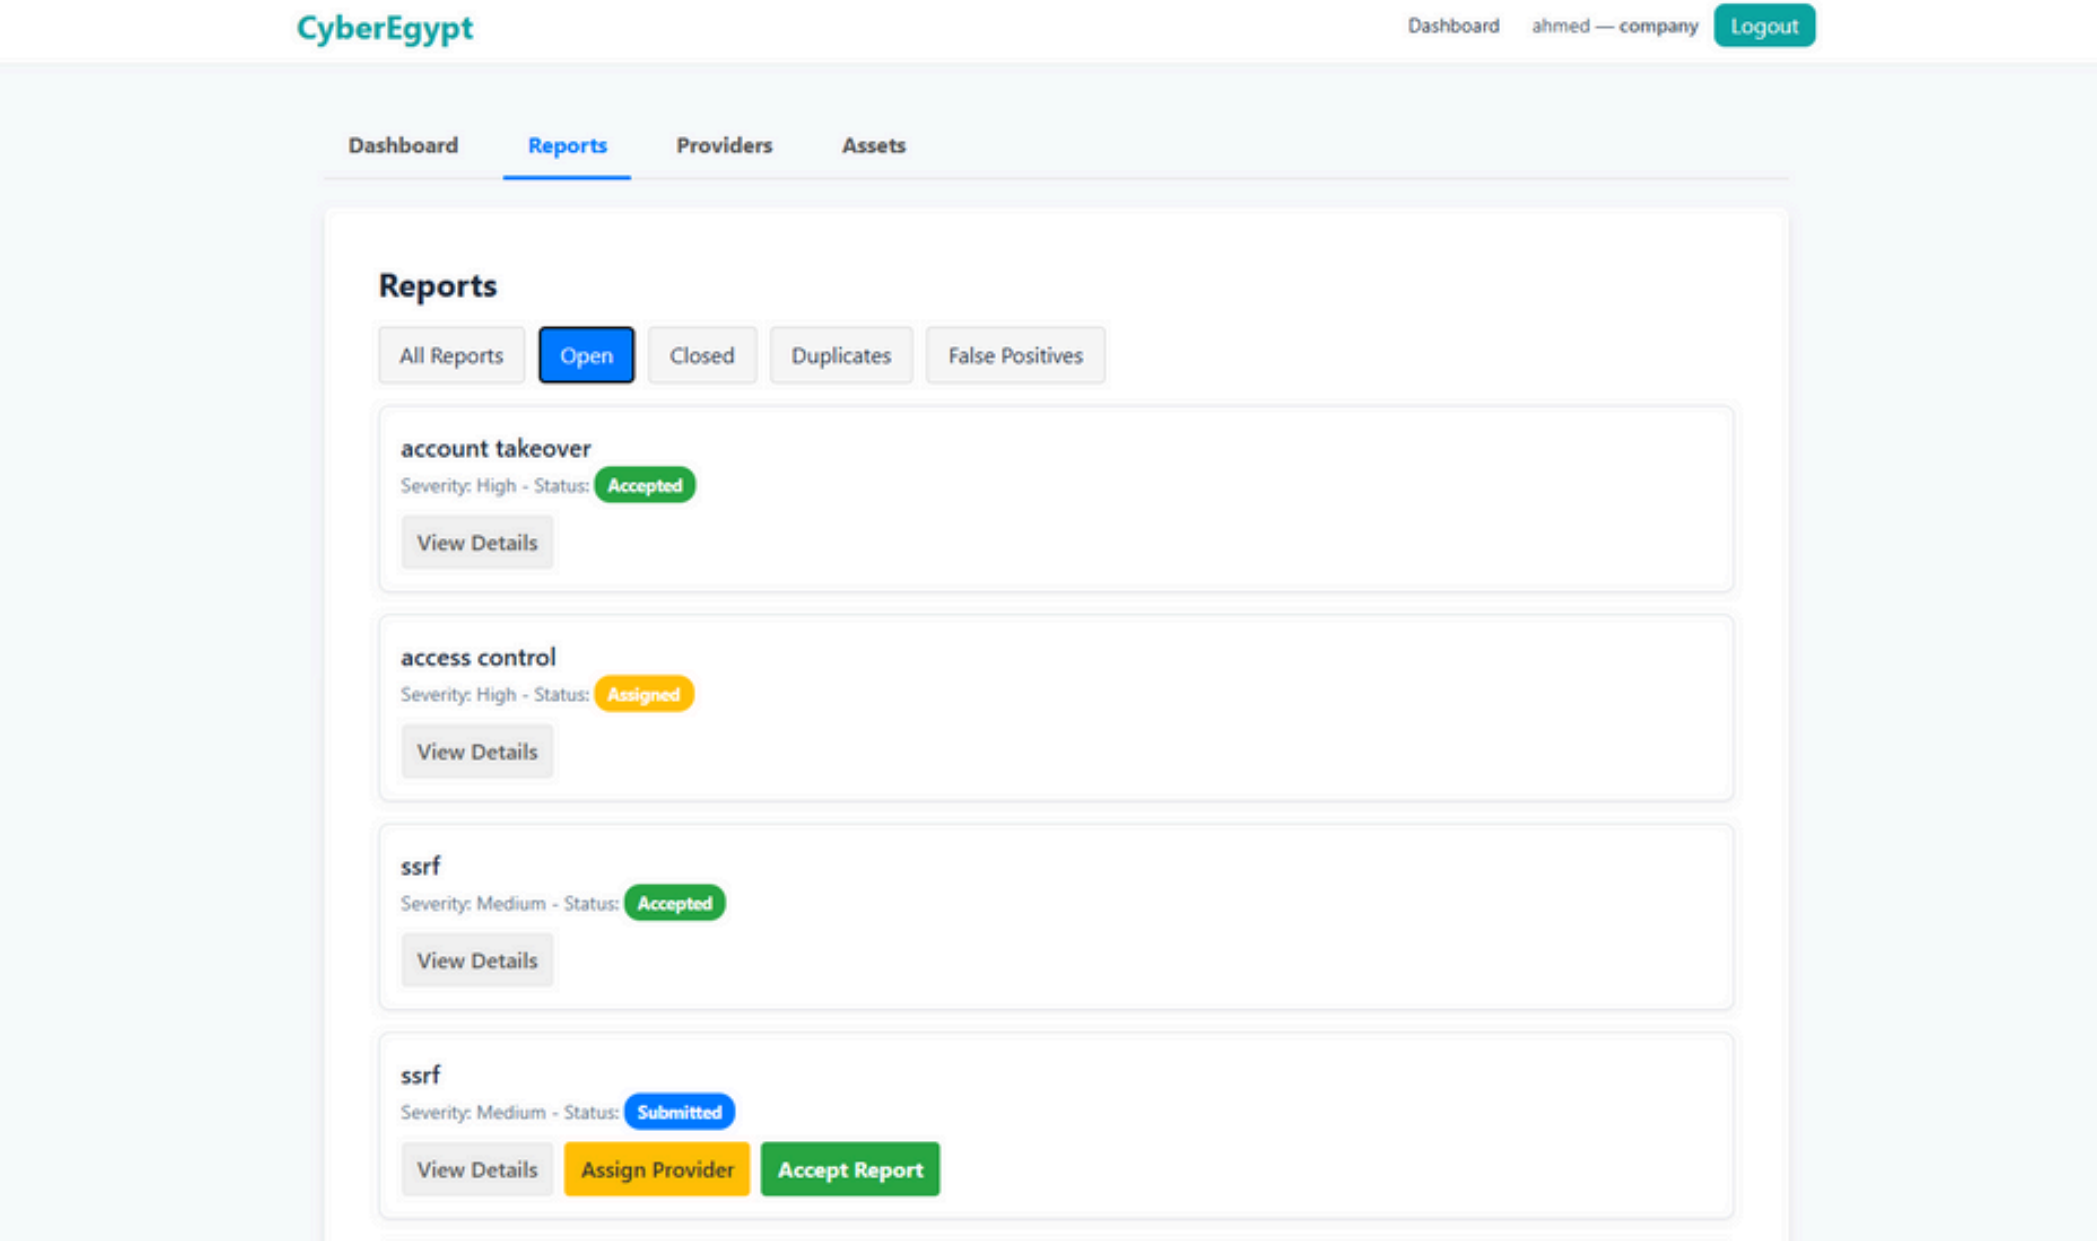 CyberEgypt
Dashboard ahmed — company Logout
Dashboard Reports Providers Assets
Reports
All Reports Open Closed Duplicates False Positives
account takeover
Severity: High - Status: Accepted
View Details
access control
Severity: High - Status: Assigned
View Details
ssrf
Severity: Medium - Status: Accepted
View Details
ssrf
Severity: Medium - Status: Submitted
View Details Assign Provider Accept Report